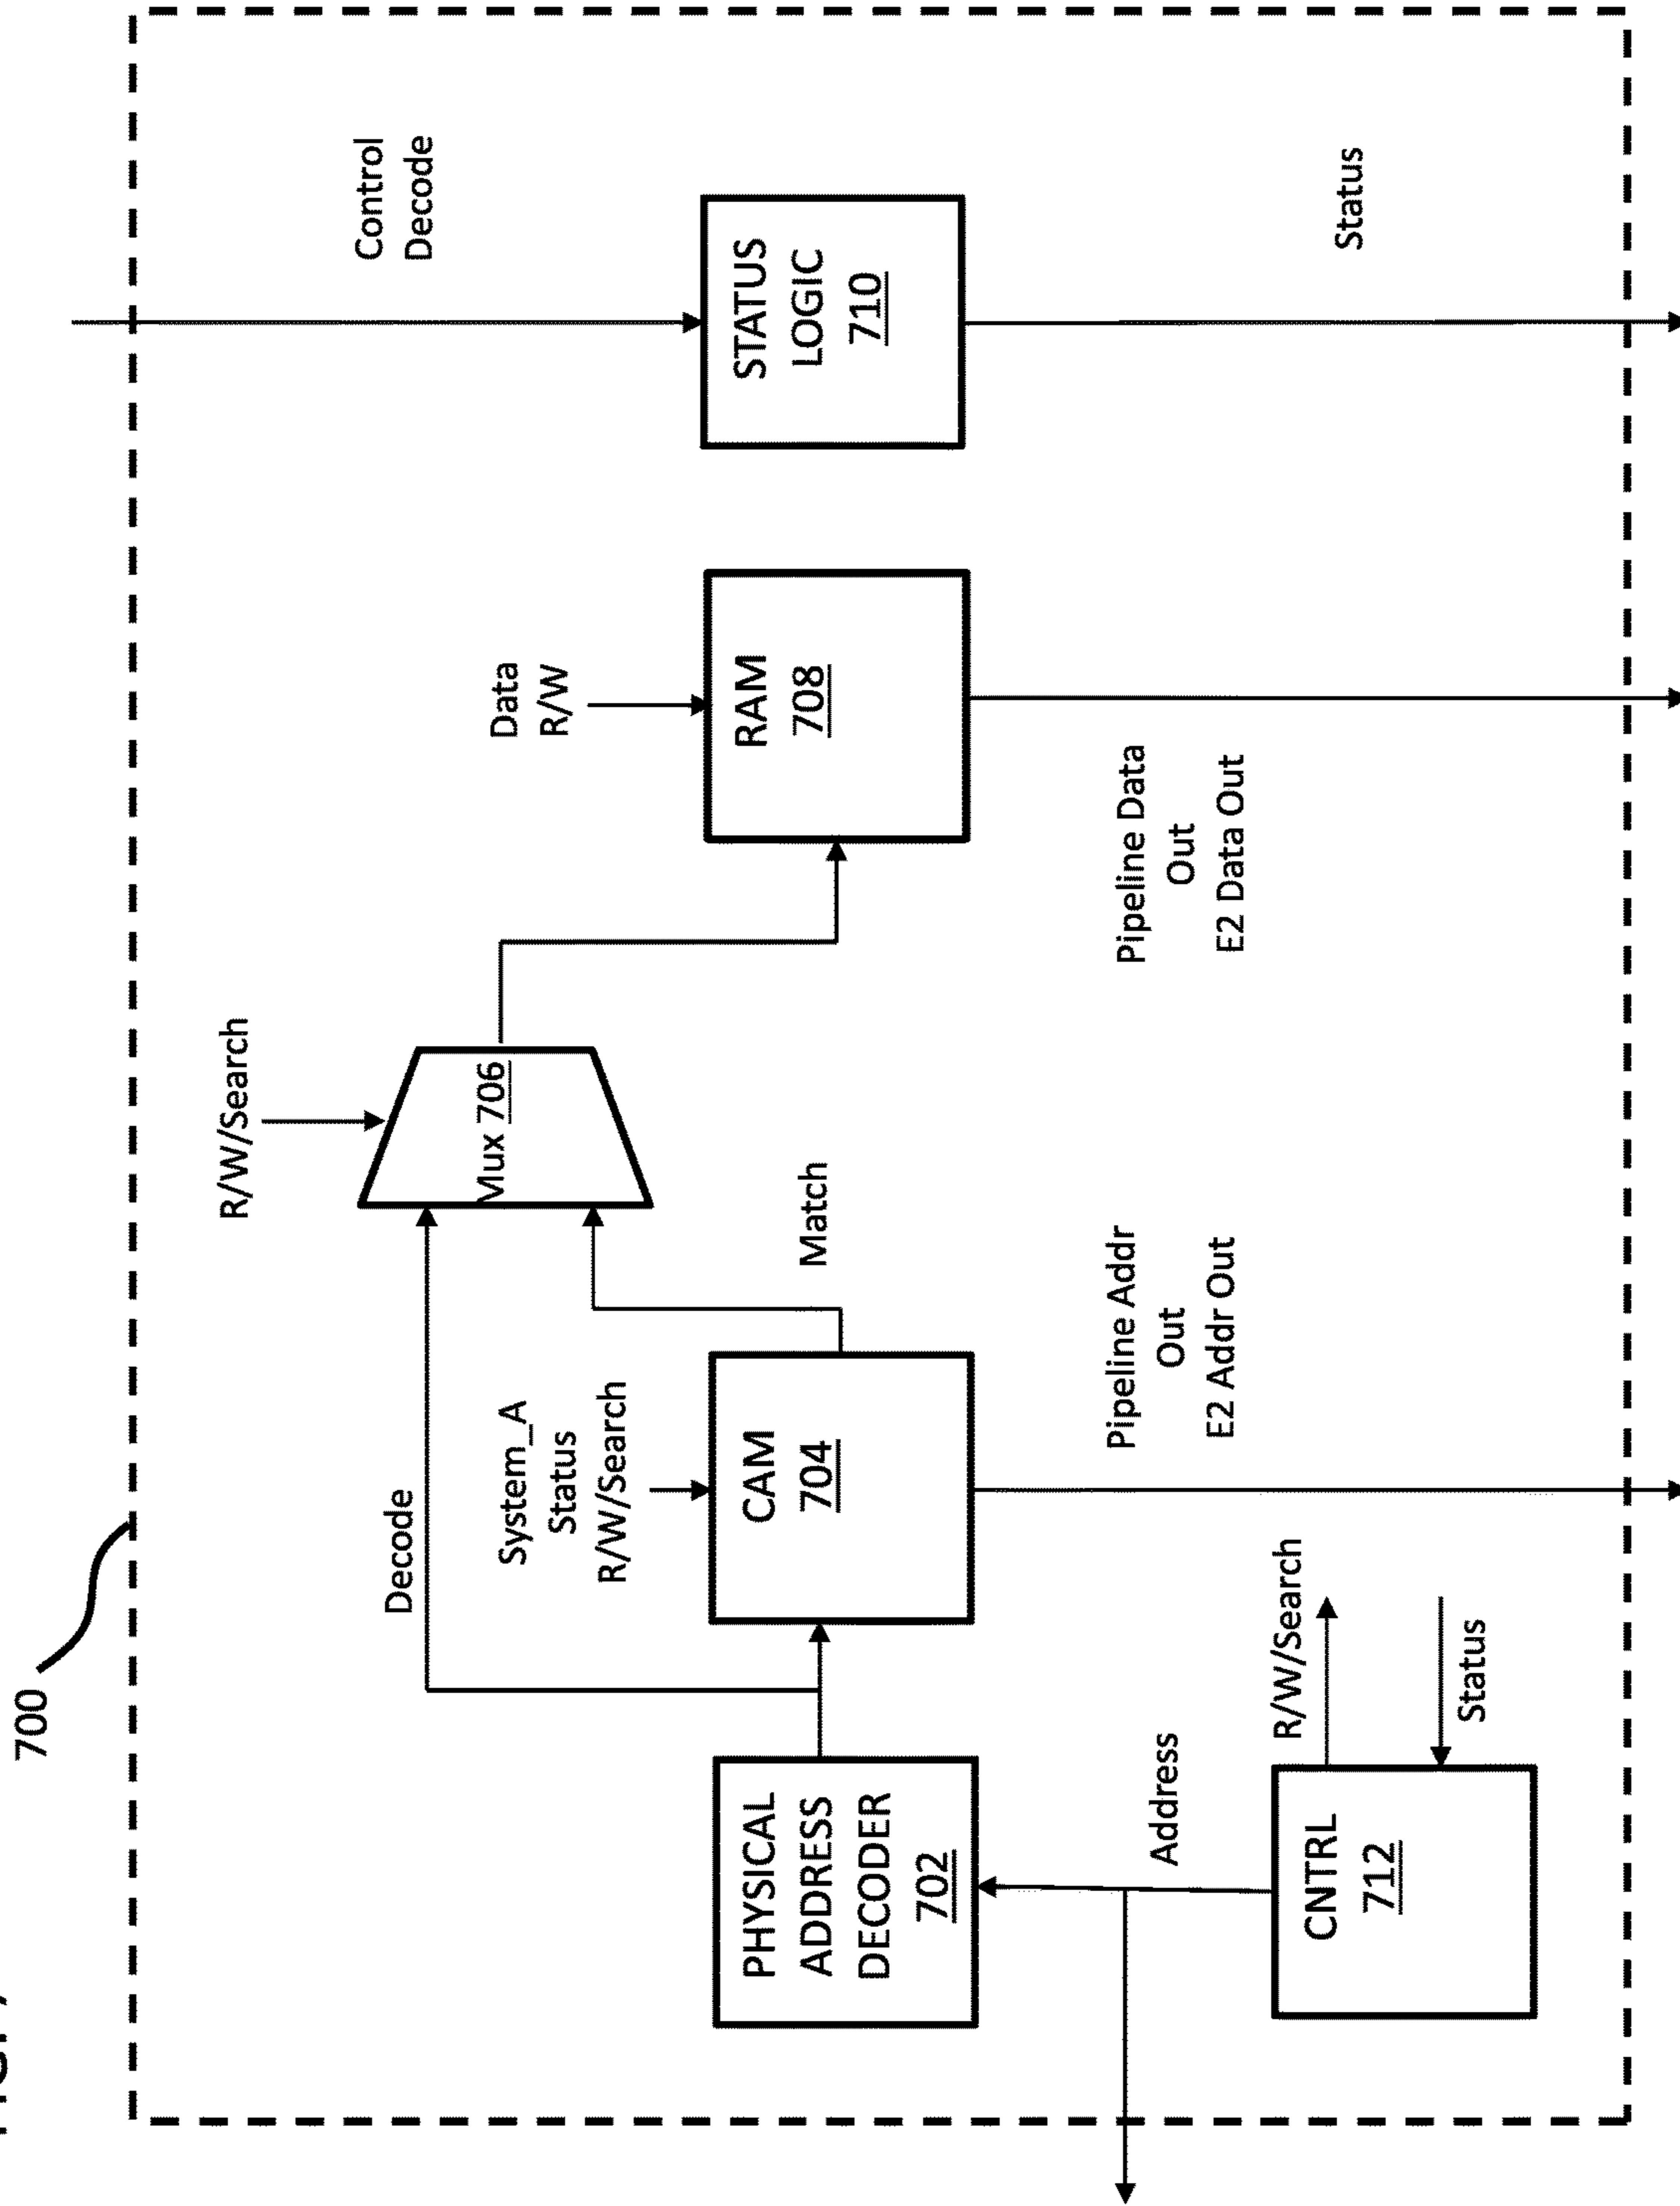 700
R/W/Search
Control
Decode
Decode
Mux 706
Data
R/W
System_A
Status
R/W/Search
PHYSICAL
ADDRESS
DECODER
702
CAM
704
Match
RAM
708
STATUS
LOGIC
710
Address
Pipeline Addr
Out
E2 Addr Out
Pipeline Data
Out
E2 Data Out
Status
CNTRL
712
R/W/Search
Status